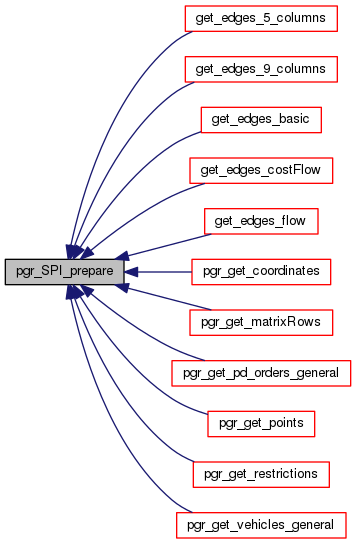 get_edges_5_columns
get_edges_9_columns
get_edges_basic
get_edges_costFlow
get_edges_flow
pgr_SPI_prepare
pgr_get_coordinates
pgr_get_matrixRows
pgr_get_pd_orders_general
pgr_get_points
pgr_get_restrictions
pgr_get_vehicles_general